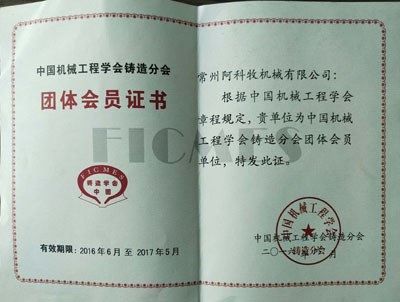 中国机械工程学会铸造分会
团体会员证书
FICMES
铸造学会
中国
有效期限：2016年6月 至 2017年5月
常州阿科牧机械有限公司：
根据中国机械工程学会
章程规定，贵单位为中国机械
工程学会铸造分会团体会员
单位，特发此证。
FICMES
中国机械工程学会
铸造分会
中国机械工程学会铸造分会
二〇一六年六月